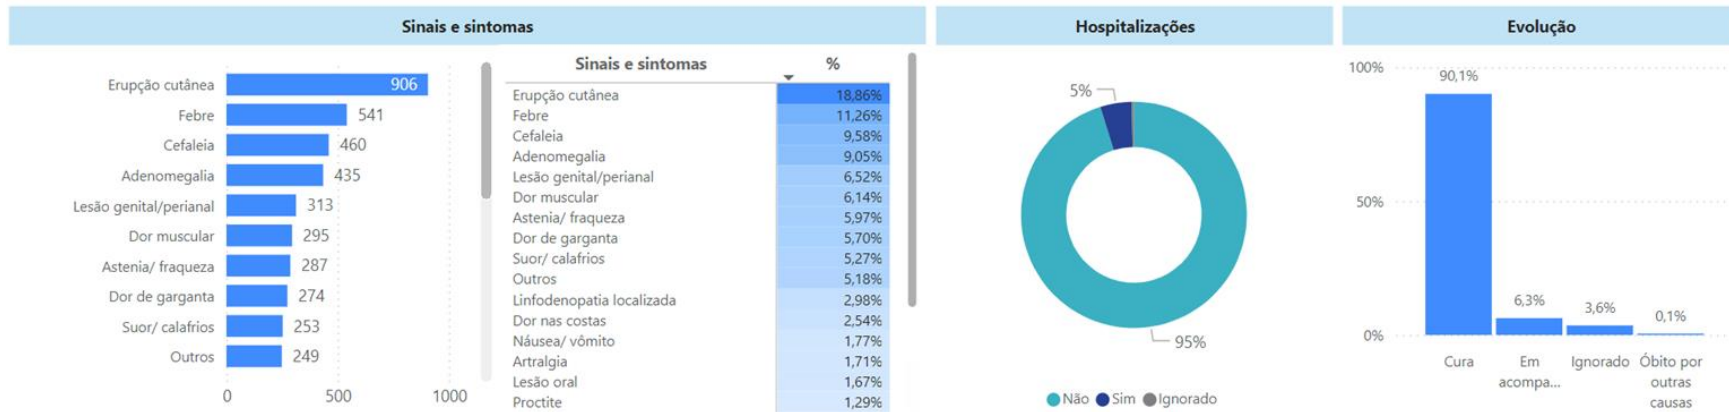 Sinais e sintomas
Erupção cutânea 906
Febre 541
Cefaleia 460
Adenomegalia 435
Lesão genital/perianal 313
Dor muscular 295
Astenia/ fraqueza 287
Dor de garganta 274
Suor/ calafrios 253
Outros 249
0 500 1000
Sinais e sintomas %
Erupção cutânea 18,86%
Febre 11,26%
Cefaleia 9,58%
Adenomegalia 9,05%
Lesão genital/perianal 6,52%
Dor muscular 6,14%
Astenia/ fraqueza 5,97%
Dor de garganta 5,70%
Suor/ calafrios 5,27%
Outros 5,18%
Linfodenopatia localizada 2,98%
Dor nas costas 2,54%
Náusea/ vômito 1,77%
Artralgia 1,71%
Lesão oral 1,67%
Proctite 1,29%
Hospitalizações
5%
95%
Não Sim Ignorado
Evolução
100%
50%
0%
90,1%
6,3%
3,6%
0,1%
Cura
Em
acompa...
Ignorado
Óbito por
outras
causas